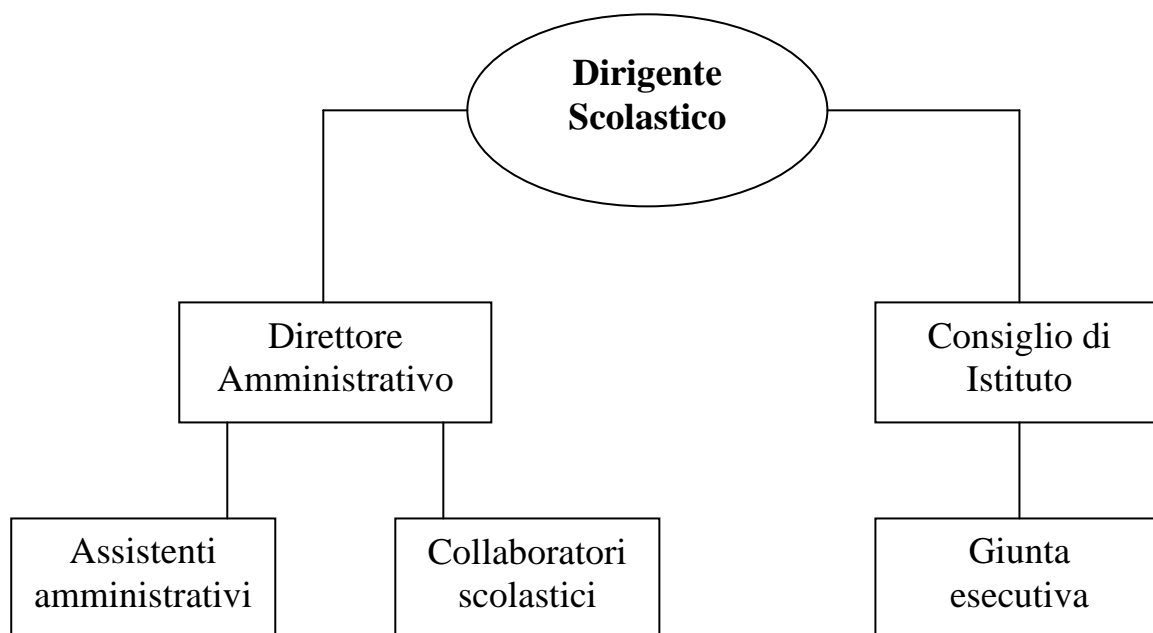 Dirigente
Scolastico
Direttore
Amministrativo
Consiglio di
Istituto
Assistenti
amministrativi
Collaboratori
scolastici
Giunta
esecutiva